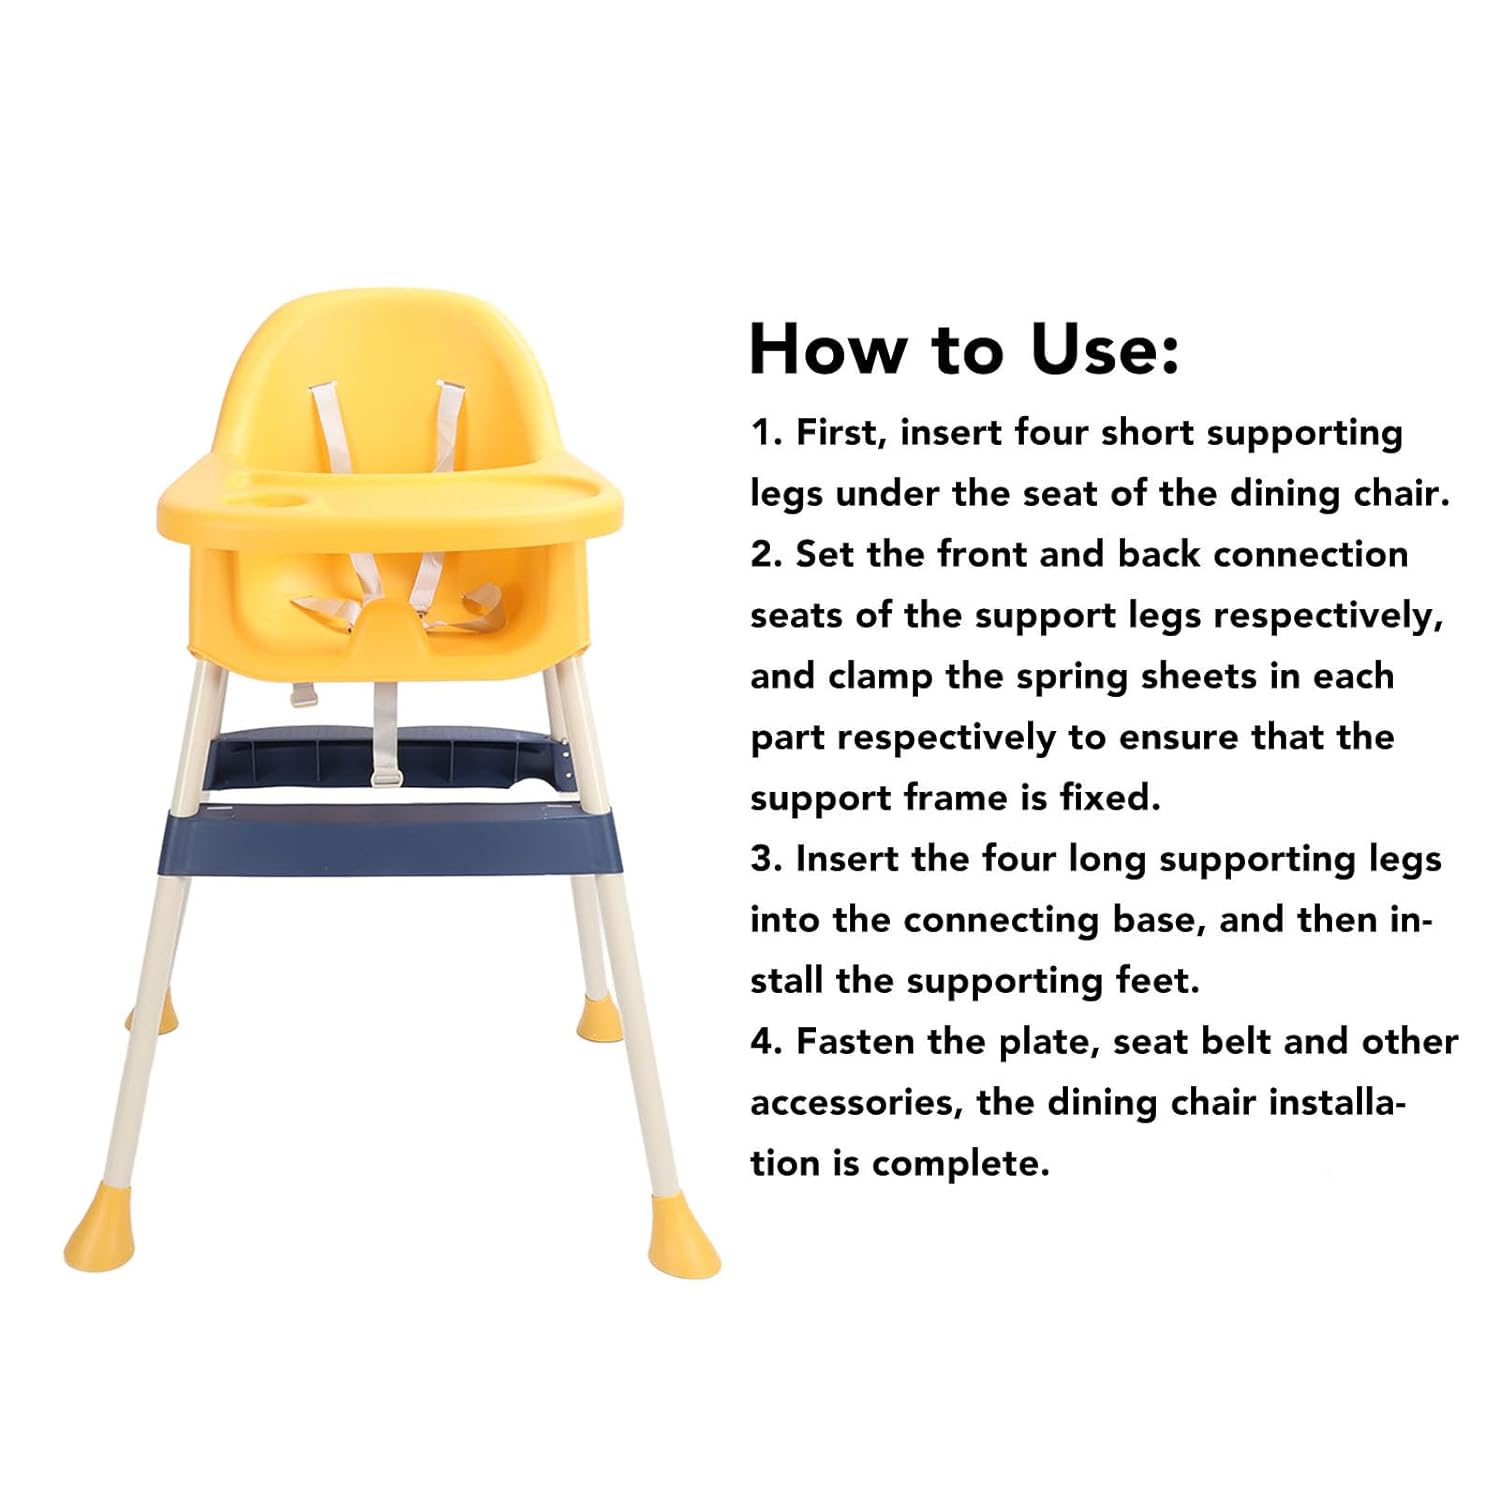 How to Use:
1. First, insert four short supporting
legs under the seat of the dining chair.
2. Set the front and back connection
seats of the support legs respectively,
and clamp the spring sheets in each
part respectively to ensure that the
support frame is fixed.
3. Insert the four long supporting legs
into the connecting base, and then in-
stall the supporting feet.
4. Fasten the plate, seat belt and other
accessories, the dining chair installa-
tion is complete.